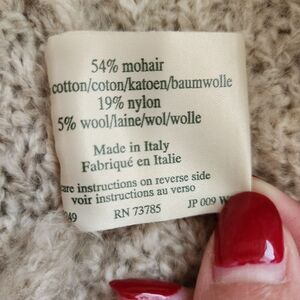 54% mohair
cotton/coton/katoen/baumwolle
19% nylon
5% wool/laine/wol/wolle
Made in Italy
Fabriqué en Italie
care instructions on reverse side
voir instructions au verso
RN 73785 JP 009 W